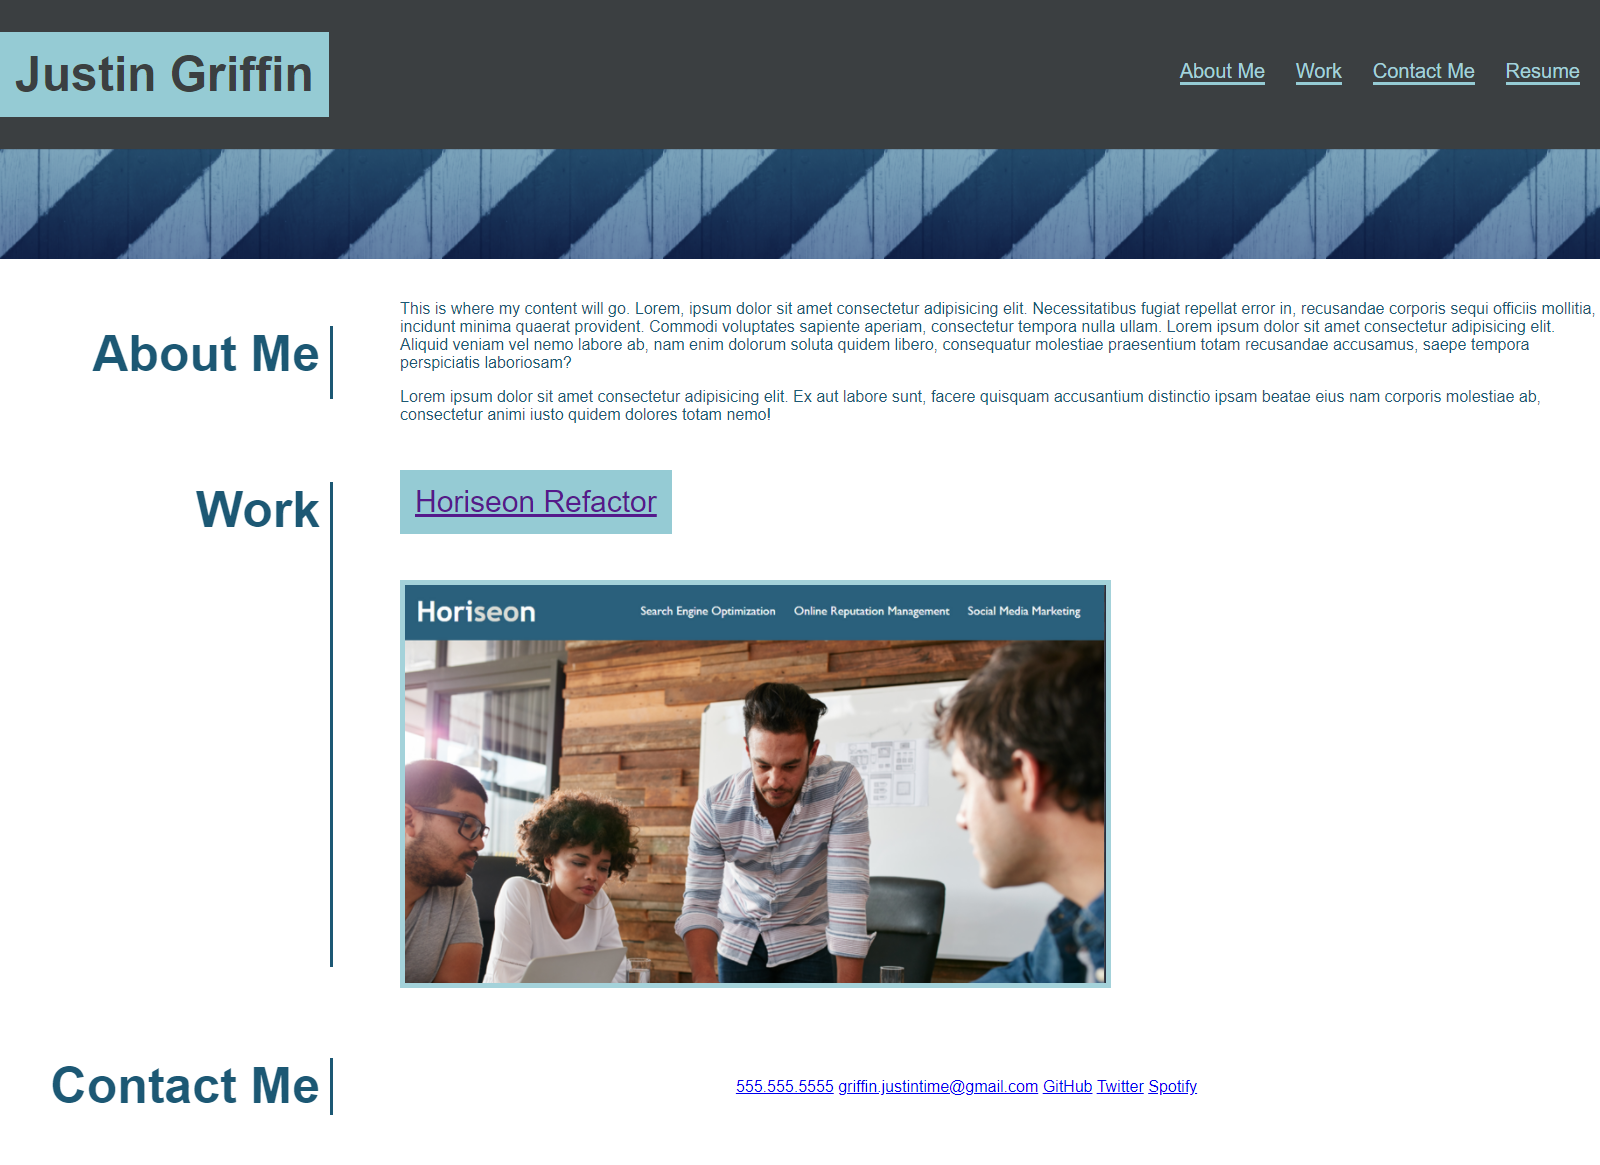 Justin Griffin
About Me Work Contact Me Resume
About Me
This is where my content will go. Lorem, ipsum dolor sit amet consectetur adipisicing elit. Necessitatibus fugiat repellat error in, recusandae corporis sequi officiis mollitia,
incidunt minima quaerat provident. Commodi voluptates sapiente aperiam, consectetur tempora nulla ullam. Lorem ipsum dolor sit amet consectetur adipisicing elit.
Aliquid veniam vel nemo labore ab, nam enim dolorum soluta quidem libero, consequatur molestiae praesentium totam recusandae accusamus, saepe tempora
perspiciatis laboriosam?
Lorem ipsum dolor sit amet consectetur adipisicing elit. Ex aut labore sunt, facere quisquam accusantium distinctio ipsam beatae eius nam corporis molestiae ab,
consectetur animi iusto quidem dolores totam nemo!
Work
Horiseon Refactor
Horiseon
Search Engine Optimization Online Reputation Management Social Media Marketing
Contact Me
555.555.5555 griffin.justintime@gmail.com GitHub Twitter Spotify